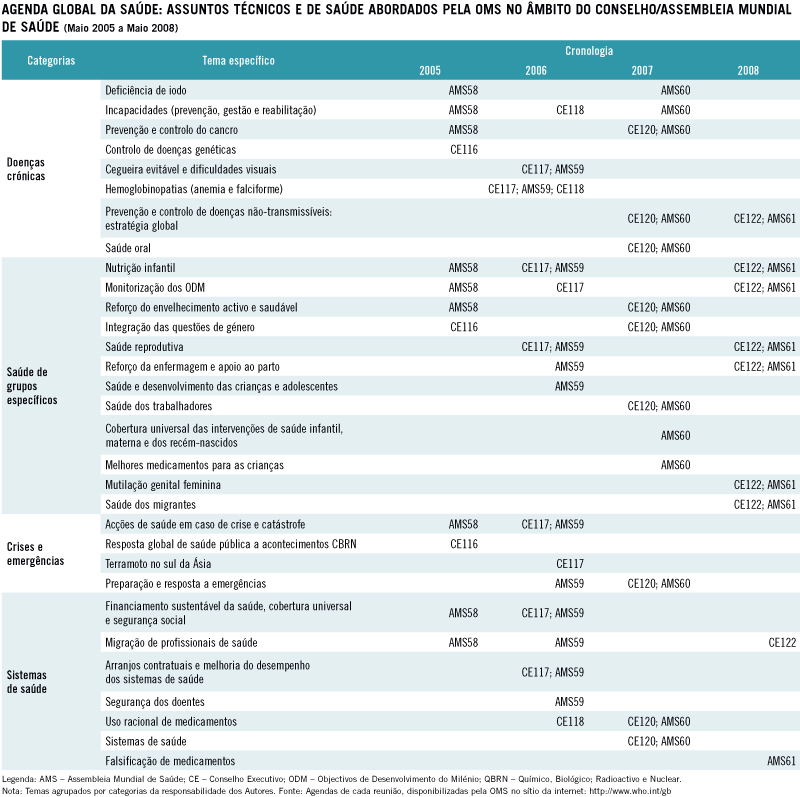 AGENDA GLOBAL DA SAÚDE: ASSUNTOS TÉCNICOS E DE SAÚDE ABORDADOS PELA OMS NO ÂMBITO DO CONSELHO/ASSEMBLEIA MUNDIAL
DE SAÚDE (Maio 2005 a Maio 2008)
Categorias Tema específico Cronologia
2005 2006 2007 2008
Doenças
crónicas
Deficiência de iodo AMS58 AMS60
Incapacidades (prevenção, gestão e reabilitação) AMS58 CE118 AMS60
Prevenção e controlo do cancro AMS58 CE120; AMS60
Controlo de doenças genéticas CE116
Cegueira evitável e dificuldades visuais CE117; AMS59
Hemoglobinopatias (anemia e falciforme) CE117; AMS59; CE118
Prevenção e controlo de doenças não-transmissíveis:
estratégia global CE120; AMS60 CE122; AMS61
Saúde oral CE120; AMS60
Saúde de
grupos
específicos
Nutrição infantil AMS58 CE117; AMS59 CE122; AMS61
Monitorização dos ODM AMS58 CE117 CE122; AMS61
Reforço do envelhecimento activo e saudável AMS58 CE120; AMS60
Integração das questões de género CE116 CE120; AMS60
Saúde reprodutiva CE117; AMS59 CE122; AMS61
Reforço da enfermagem e apoio ao parto AMS59 CE122; AMS61
Saúde e desenvolvimento das crianças e adolescentes AMS59
Saúde dos trabalhadores CE120; AMS60
Cobertura universal das intervenções de saúde infantil,
materna e dos recém-nascidos AMS60
Melhores medicamentos para as crianças AMS60
Mutilação genital feminina CE122; AMS61
Saúde dos migrantes CE122; AMS61
Crises e
emergências
Acções de saúde em caso de crise e catástrofe AMS58 CE117; AMS59
Resposta global de saúde pública a acontecimentos CBRN CE116
Terramoto no sul da Ásia CE117
Preparação e resposta a emergências AMS59 CE120; AMS60
Sistemas
de saúde
Financiamento sustentável da saúde, cobertura universal
e segurança social AMS58 CE117; AMS59
Migração de profissionais de saúde AMS58 AMS59 CE122
Arranjos contratuais e melhoria do desempenho
dos sistemas de saúde CE117; AMS59
Segurança dos doentes AMS59
Uso racional de medicamentos CE118 CE120; AMS60
Sistemas de saúde CE120; AMS60
Falsificação de medicamentos AMS61
Legenda: AMS – Assembleia Mundial de Saúde; CE – Conselho Executivo; ODM – Objectivos de Desenvolvimento do Milénio; QBRN – Químico, Biológico; Radioactivo e Nuclear.
Nota: Temas agrupados por categorias da responsabilidade dos Autores. Fonte: Agendas de cada reunião, disponibilizadas pela OMS no sítio da internet: http://www.who.int/gb